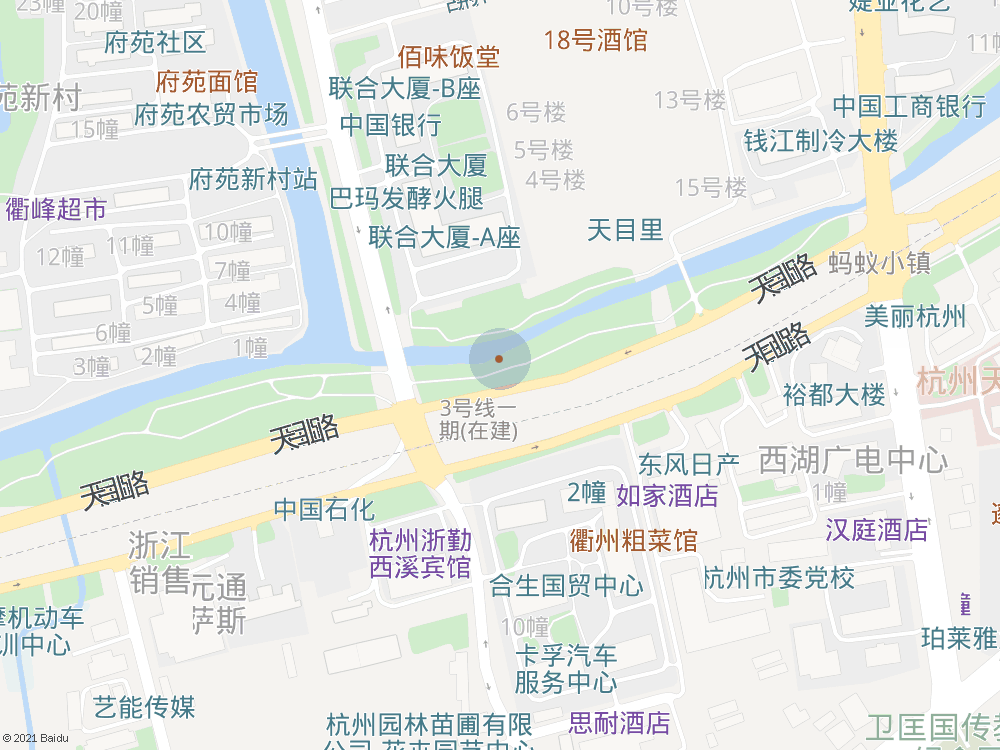 23幢
20幢
10号楼
媞亚花艺
府苑社区
佰味饭堂
18号酒馆
11幢
府苑面馆
联合大厦-B座
苑新村
府苑农贸市场
6号楼
13号楼
中国工商银行
15幢
中国银行
钱江制冷大楼
5号楼
联合大厦
4号楼
15号楼
府苑新村站
巴玛发酵火腿
衢峰超市
天目里
10幢
联合大厦-A座
11幢
12幢
蚂蚁小镇
7幢
天目路
5幢
4幢
美丽杭州
6幢
1幢
2幢
3幢
天目路
杭州天
裕都大楼
3号线一
期(在建)
天目路
西湖广电中心
东风日产
天目路
2幢
如家酒店
1幢
中国石化
汉庭酒店
浙江
销售
杭州浙勤
西溪宾馆
衢州粗菜馆
合生国贸中心
杭州市委党校
元通
萨斯
幢
摩机动车
训中心
10幢
珀莱雅
卡孚汽车
服务中心
艺能传媒
杭州园林苗圃有限
思耐酒店
卫匡国传教
© 2021 Baidu